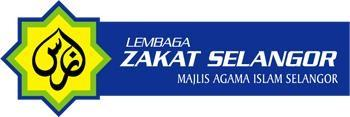 LEMBAGA
ZAKAT SELANGOR
MAJLIS AGAMA ISLAM SELANGOR